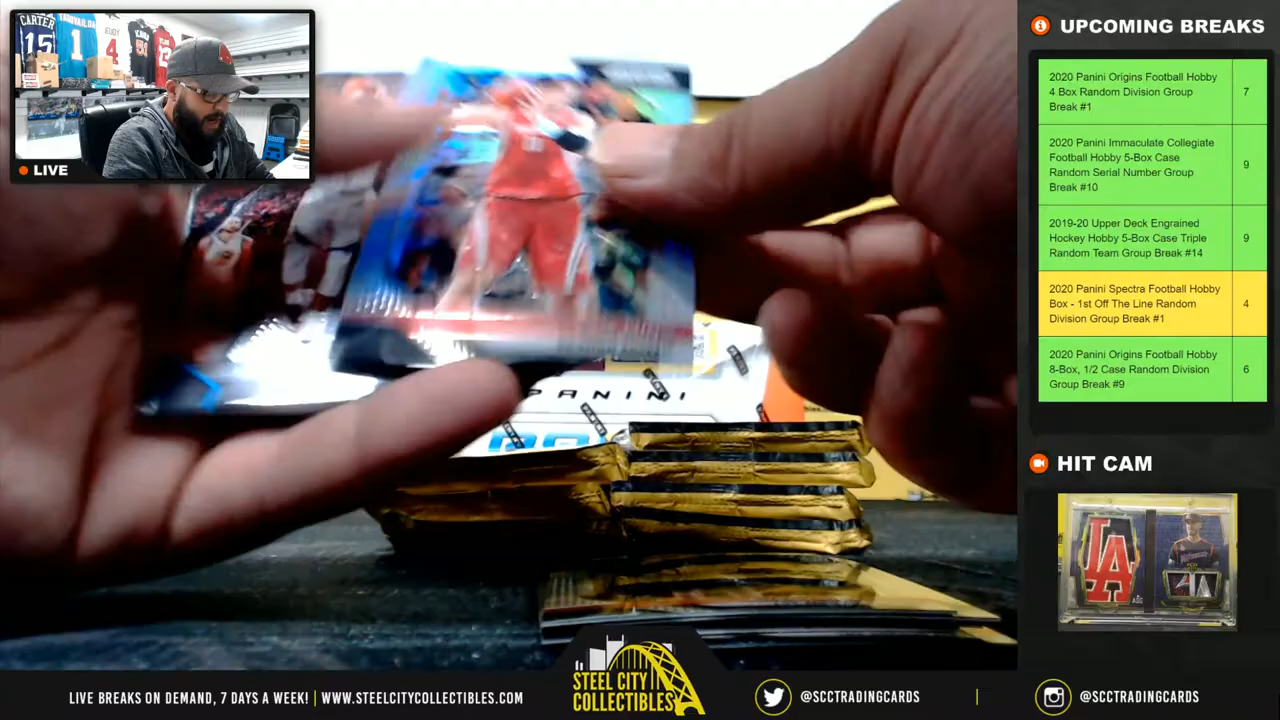 CARTER
15
1
JEUDY
4
LIVE
PANINI
UPCOMING BREAKS
2020 Panini Origins Football Hobby
4 Box Random Division Group
Break #1
7
2020 Panini Immaculate Collegiate
Football Hobby 5-Box Case
Random Serial Number Group
Break #10
9
2019-20 Upper Deck Engrained
Hockey Hobby 5-Box Case Triple
Random Team Group Break #14
9
2020 Panini Spectra Football Hobby
Box - 1st Off The Line Random
Division Group Break #1
4
2020 Panini Origins Football Hobby
8-Box, 1/2 Case Random Division
Group Break #9
6
HIT CAM
LA
LIVE BREAKS ON DEMAND, 7 DAYS A WEEK! | WWW.STEELCITYCOLLECTIBLES.COM
STEEL CITY
COLLECTIBLES
@SCCTRADINGCARDS
@SCCTRADINGCARDS